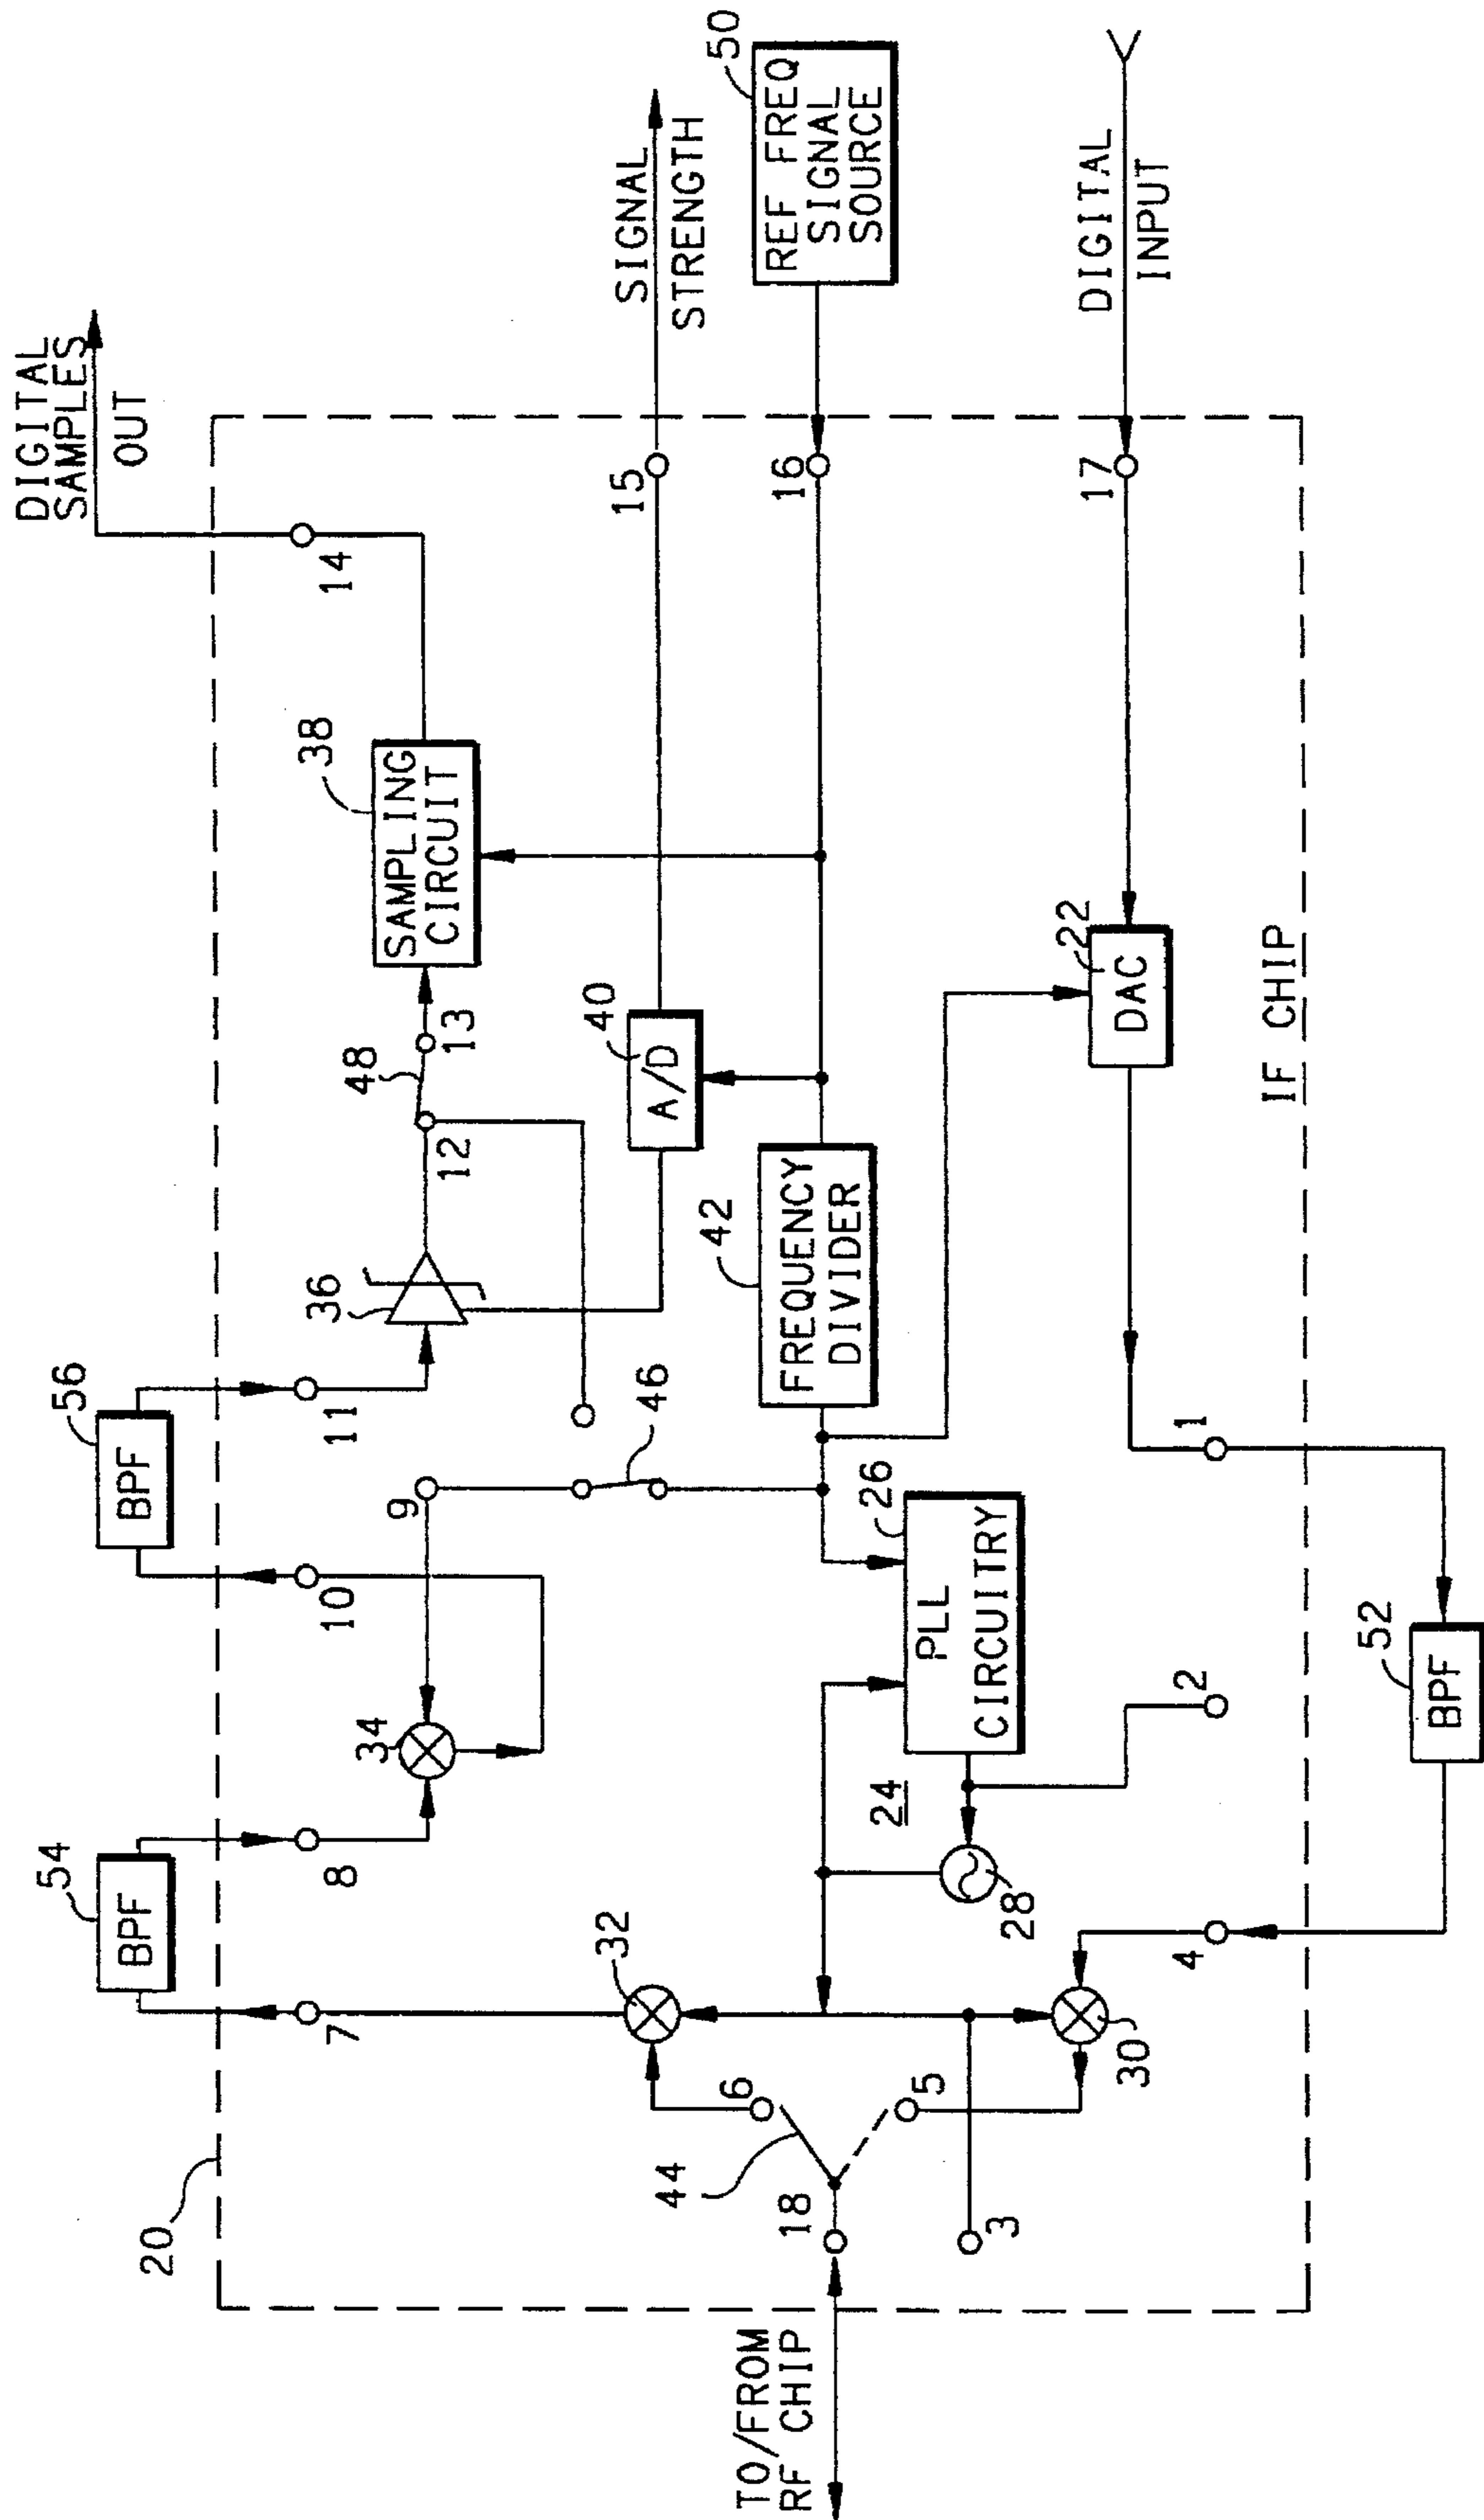 DIGITAL
SAMPLES
OUT
SIGNAL
STRENGTH
50
REF FREQ
SIGNAL
SOURCE
DIGITAL
INPUT
14
15
16
17
38
SAMPLING
CIRCUIT
48
13
12
40
A/D
22
DAC
IF CHIP
36
42
FREQUENCY
DIVIDER
56
BPF
11
46
9
10
1
26
PLL
CIRCUITRY
34
2
52
BPF
54
BPF
8
24
28
32
4
7
30
6
5
44
18
3
20
TO/FROM
RF CHIP